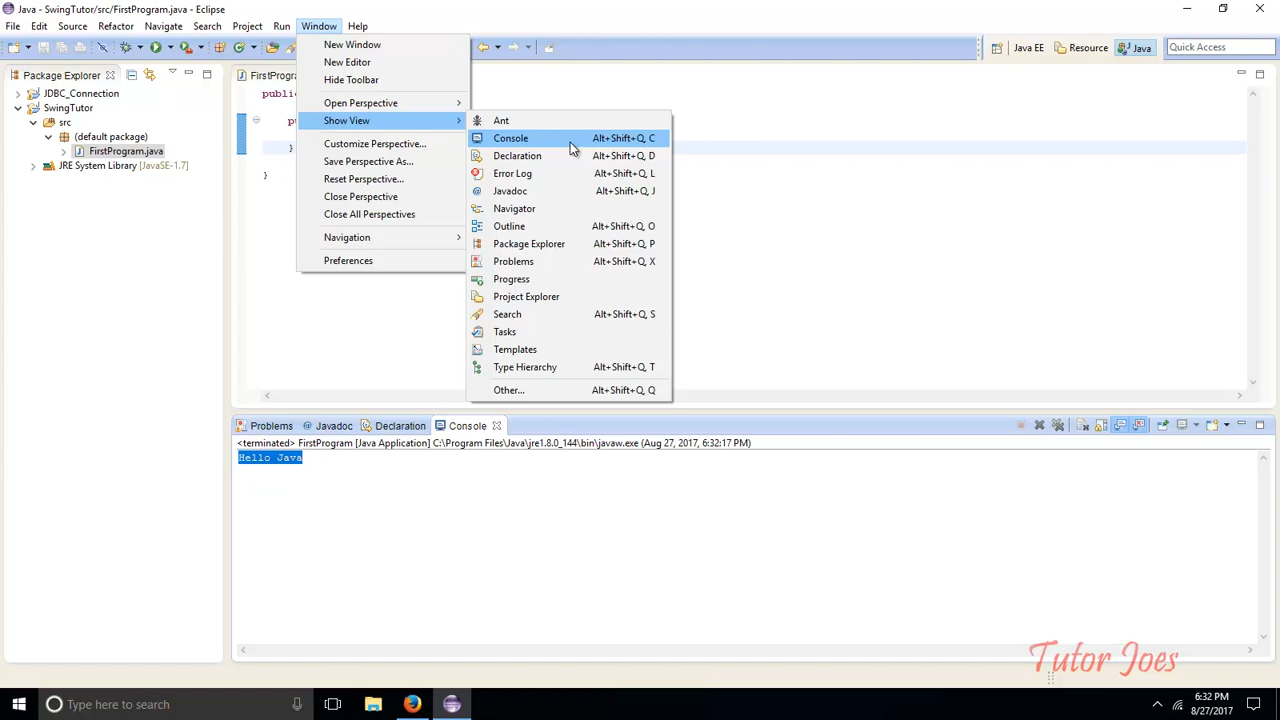 Java - SwingTutor/src/FirstProgram.java - Eclipse
File Edit Source Refactor Navigate Search Project Run Window Help
Java EE Resource Java Quick Access
Package Explorer
JDBC_Connection
SwingTutor
src
(default package)
FirstProgram.java
JRE System Library [JavaSE-1.7]
New Window
New Editor
Hide Toolbar
Open Perspective
Show View
Customize Perspective...
Save Perspective As...
Reset Perspective...
Close Perspective
Close All Perspectives
Navigation
Preferences
Ant
Console Alt+Shift+Q, C
Declaration Alt+Shift+Q, D
Error Log Alt+Shift+Q, L
Javadoc Alt+Shift+Q, J
Navigator
Outline Alt+Shift+Q, O
Package Explorer Alt+Shift+Q, P
Problems Alt+Shift+Q, X
Progress
Project Explorer
Search Alt+Shift+Q, S
Tasks
Templates
Type Hierarchy Alt+Shift+Q, T
Other... Alt+Shift+Q, Q
FirstProgra
public
pu
}
}
Problems @ Javadoc Declaration Console
<terminated> FirstProgram [Java Application] C:\Program Files\Java\jre1.8.0_144\bin\javaw.exe (Aug 27, 2017, 6:32:17 PM)
Hello Java
Tutor Joes
Type here to search
6:32 PM
8/27/2017